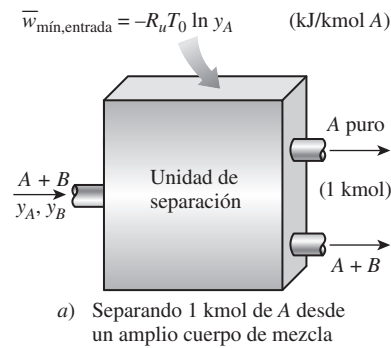 w̅mín,entrada = –RuT0 ln yA (kJ/kmol A)
A puro
A + B
yA, yB
Unidad de
separación
(1 kmol)
A + B
a) Separando 1 kmol de A desde
un amplio cuerpo de mezcla